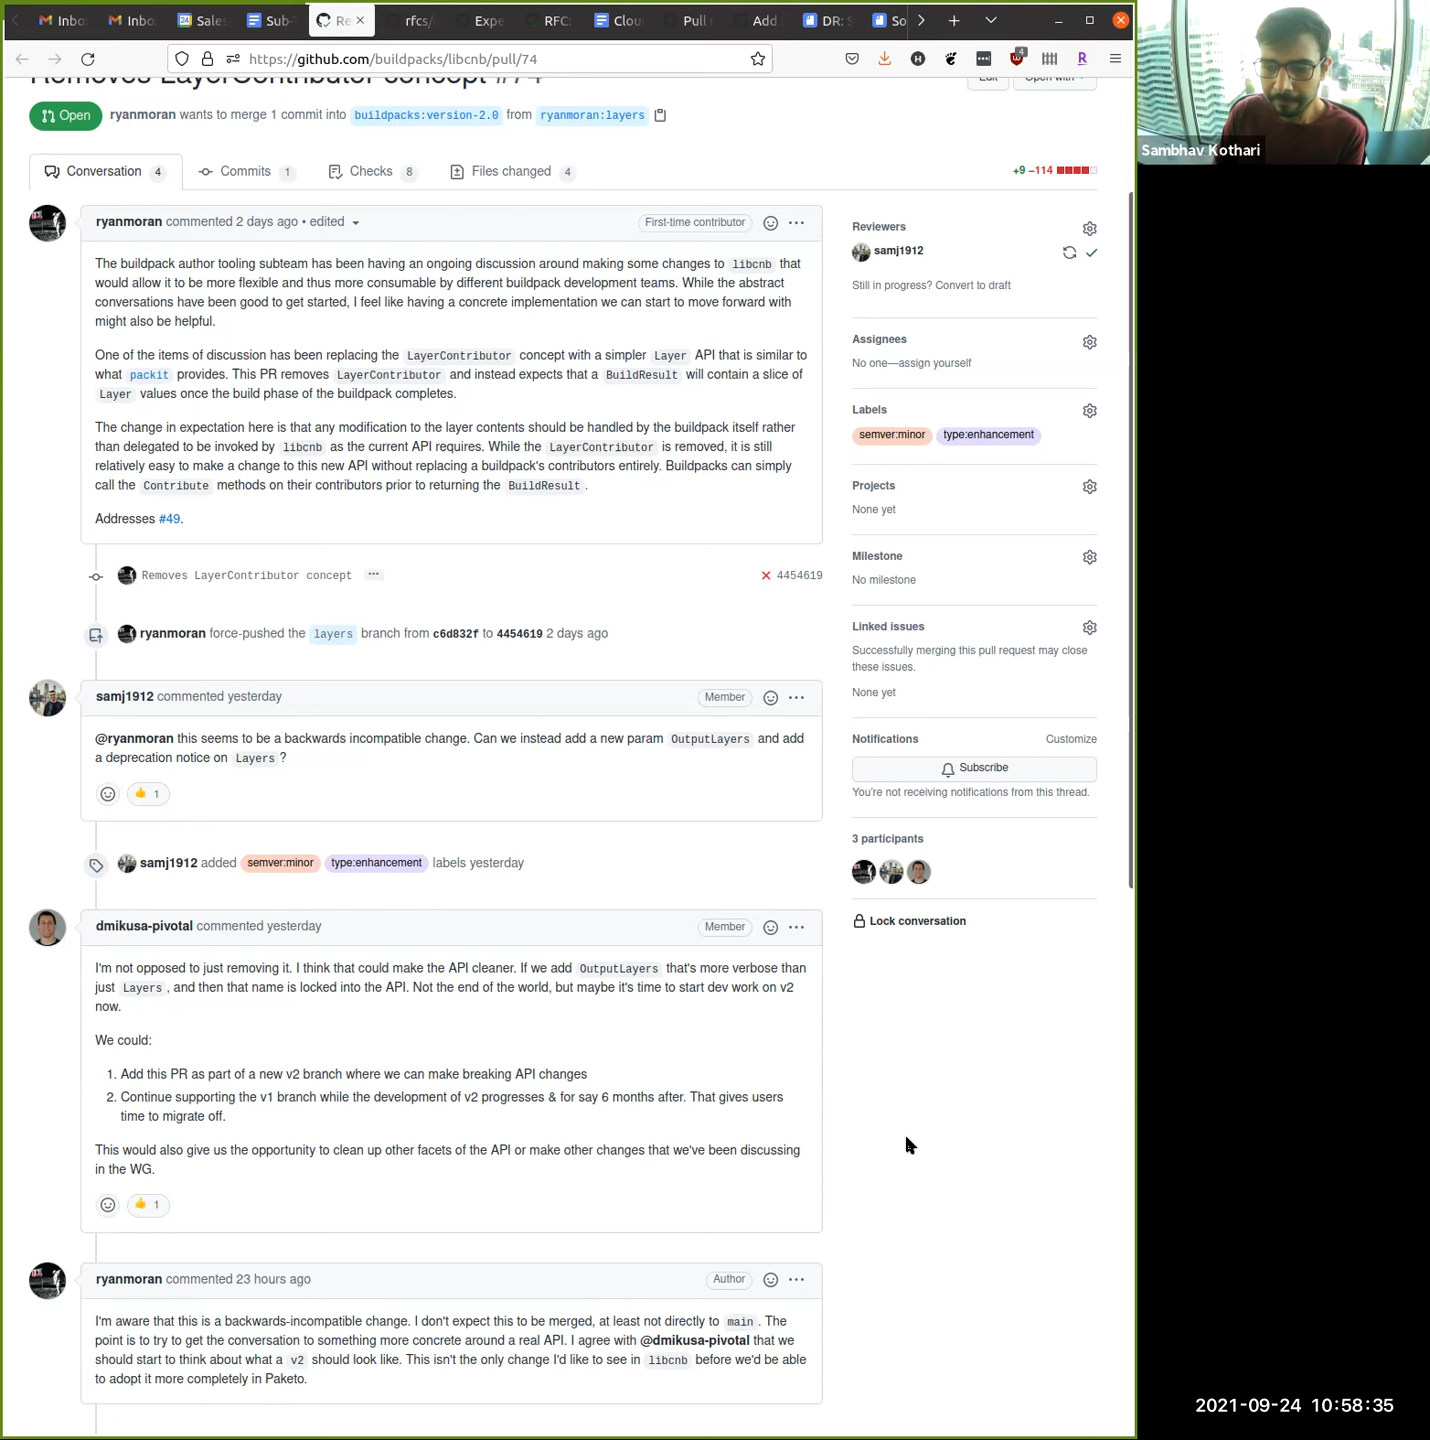 Inbo
Inbo
24 Sales
Sub-
Re
rfcs/
Expe
RFC:
Clou
Pull
Add
DR:
So
https://github.com/buildpacks/libcnb/pull/74
4
Removes LayerContributor concept #74
Edit
Open with
Open
ryanmoran wants to merge 1 commit into buildpacks:version-2.0 from ryanmoran:layers
Conversation 4
Commits 1
Checks 8
Files changed 4
+9 −114
ryanmoran commented 2 days ago • edited
First-time contributor
The buildpack author tooling subteam has been having an ongoing discussion around making some changes to libcnb that
would allow it to be more flexible and thus more consumable by different buildpack development teams. While the abstract
conversations have been good to get started, I feel like having a concrete implementation we can start to move forward with
might also be helpful.
One of the items of discussion has been replacing the LayerContributor concept with a simpler Layer API that is similar to
what packit provides. This PR removes LayerContributor and instead expects that a BuildResult will contain a slice of
Layer values once the build phase of the buildpack completes.
The change in expectation here is that any modification to the layer contents should be handled by the buildpack itself rather
than delegated to be invoked by libcnb as the current API requires. While the LayerContributor is removed, it is still
relatively easy to make a change to this new API without replacing a buildpack's contributors entirely. Buildpacks can simply
call the Contribute methods on their contributors prior to returning the BuildResult.
Addresses #49.
Removes LayerContributor concept ...
4454619
ryanmoran force-pushed the layers branch from c6d832f to 4454619 2 days ago
samj1912 commented yesterday
Member
@ryanmoran this seems to be a backwards incompatible change. Can we instead add a new param OutputLayers and add
a deprecation notice on Layers ?
1
samj1912 added semver:minor type:enhancement labels yesterday
dmikusa-pivotal commented yesterday
Member
I'm not opposed to just removing it. I think that could make the API cleaner. If we add OutputLayers that's more verbose than
just Layers, and then that name is locked into the API. Not the end of the world, but maybe it's time to start dev work on v2
now.
We could:
1. Add this PR as part of a new v2 branch where we can make breaking API changes
2. Continue supporting the v1 branch while the development of v2 progresses & for say 6 months after. That gives users
time to migrate off.
This would also give us the opportunity to clean up other facets of the API or make other changes that we've been discussing
in the WG.
1
ryanmoran commented 23 hours ago
Author
I'm aware that this is a backwards-incompatible change. I don't expect this to be merged, at least not directly to main. The
point is to try to get the conversation to something more concrete around a real API. I agree with @dmikusa-pivotal that we
should start to think about what a v2 should look like. This isn't the only change I'd like to see in libcnb before we'd be able
to adopt it more completely in Paketo.
Reviewers
samj1912
Still in progress? Convert to draft
Assignees
No one—assign yourself
Labels
semver:minor type:enhancement
Projects
None yet
Milestone
No milestone
Linked issues
Successfully merging this pull request may close
these issues.
None yet
Notifications
Customize
Subscribe
You're not receiving notifications from this thread.
3 participants
Lock conversation
Sambhav Kothari
2021-09-24 10:58:35